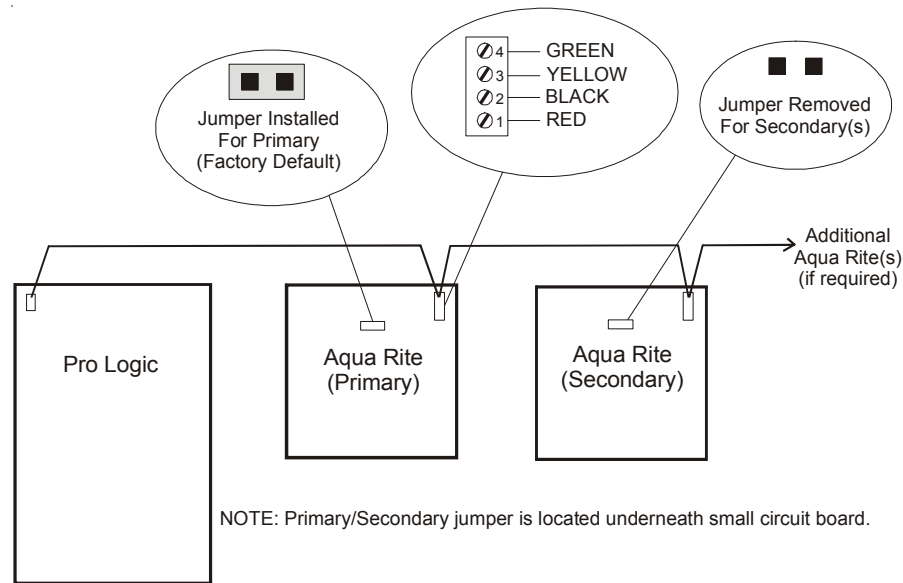 4 GREEN
3 YELLOW
2 BLACK
1 RED
Jumper Installed
For Primary
(Factory Default)
Jumper Removed
For Secondary(s)
Additional
Aqua Rite(s)
(if required)
Pro Logic
Aqua Rite
(Primary)
Aqua Rite
(Secondary)
NOTE: Primary/Secondary jumper is located underneath small circuit board.